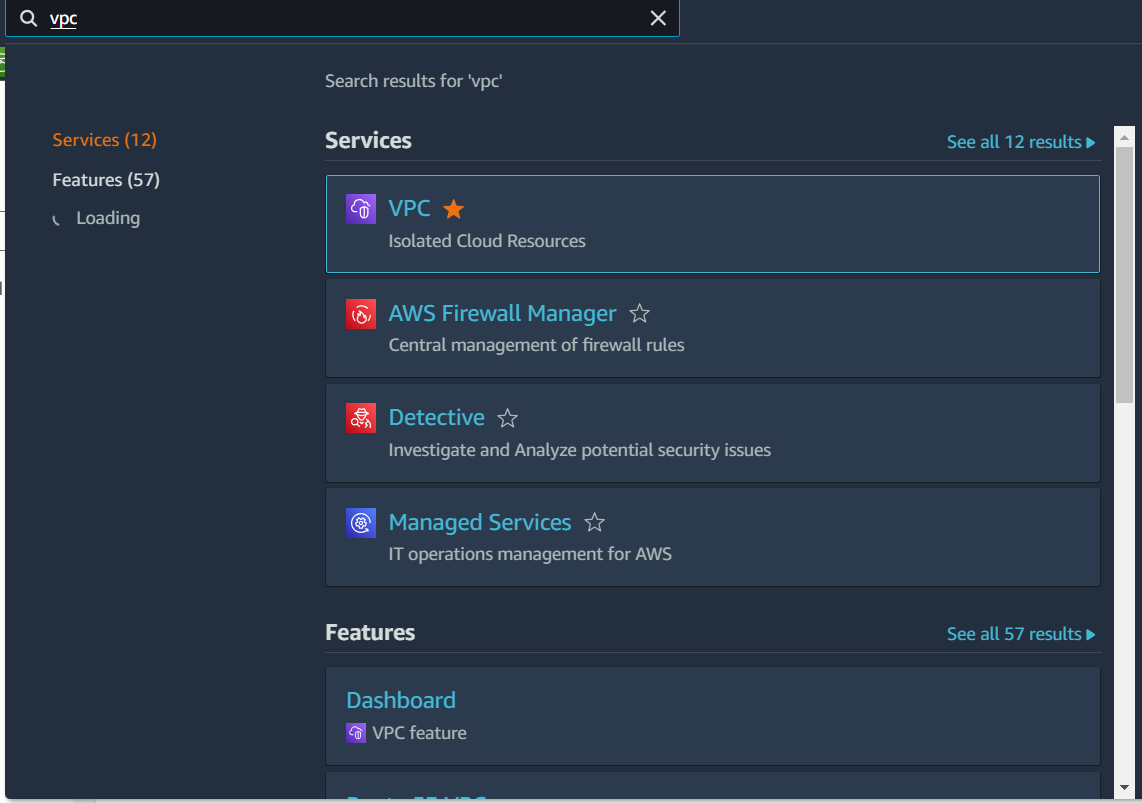 vpc
Search results for 'vpc'
Services (12)
Features (57)
Loading
Services
See all 12 results
VPC
Isolated Cloud Resources
AWS Firewall Manager
Central management of firewall rules
Detective
Investigate and Analyze potential security issues
Managed Services
IT operations management for AWS
Features
See all 57 results
Dashboard
VPC feature